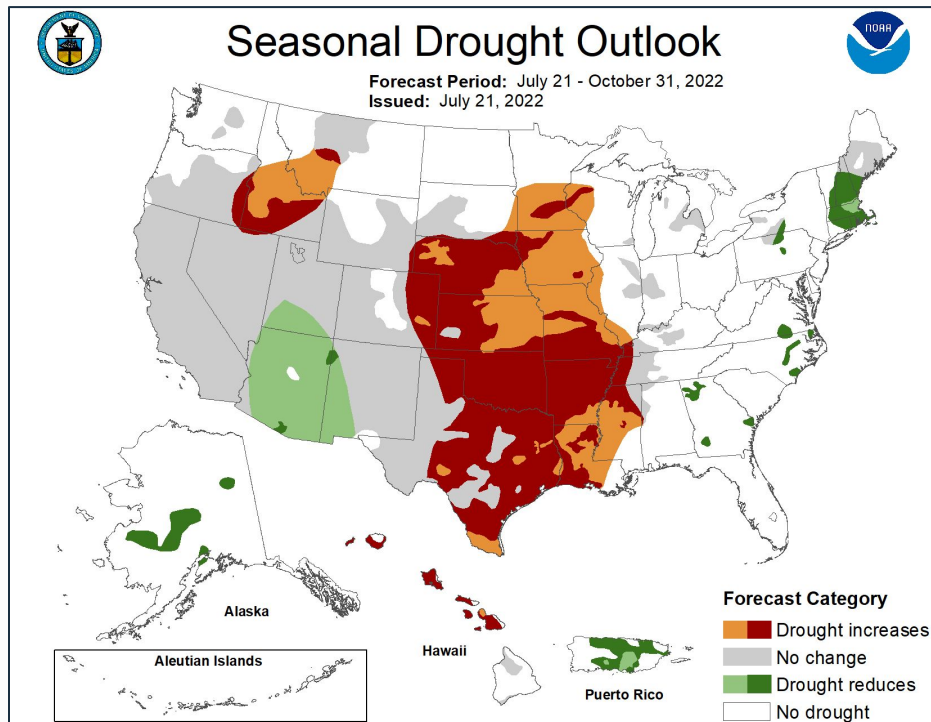 NOAA
Seasonal Drought Outlook
Forecast Period: July 21 - October 31, 2022
Issued: July 21, 2022
Alaska
Aleutian Islands
Hawaii
Puerto Rico
Forecast Category
Drought increases
No change
Drought reduces
No drought